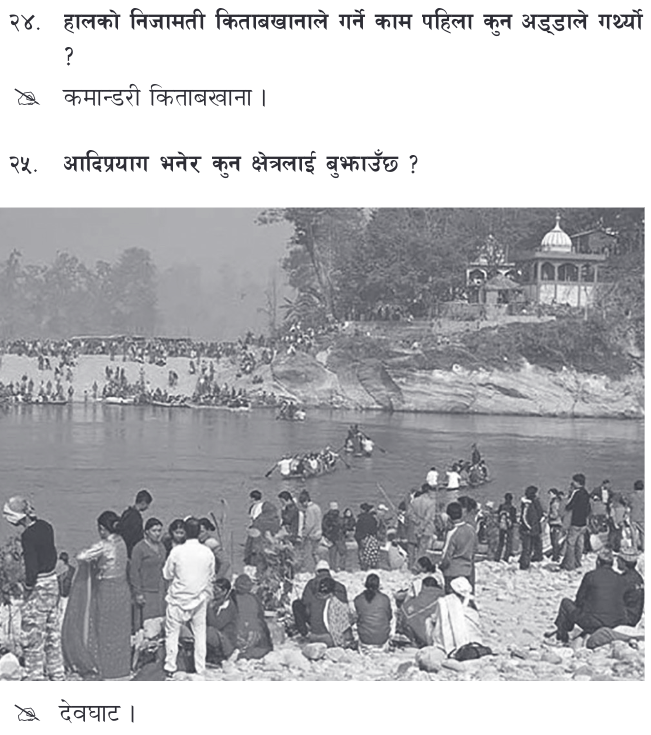 २४. हालको निजामती किताबखानाले गर्ने काम पहिला कुन अड्डाले गर्थ्यो
?
कमान्डरी किताबखाना ।
२५. आदिप्रयाग भनेर कुन क्षेत्रलाई बुझाउँछ ?
देवघाट ।